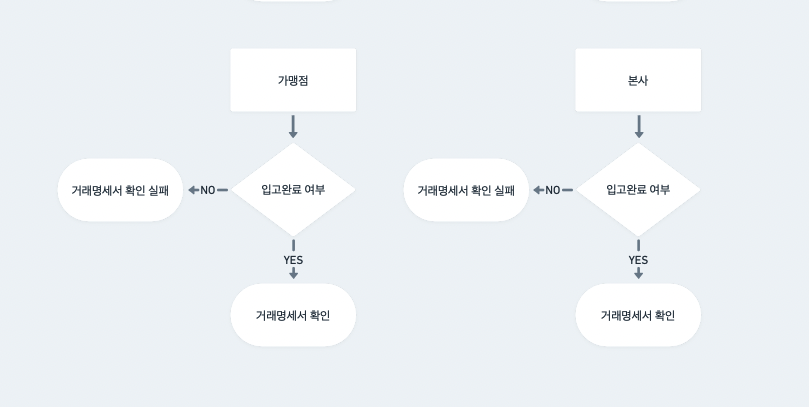 가맹점
본사
거래명세서 확인 실패
NO
입고완료 여부
거래명세서 확인 실패
NO
입고완료 여부
YES
YES
거래명세서 확인
거래명세서 확인